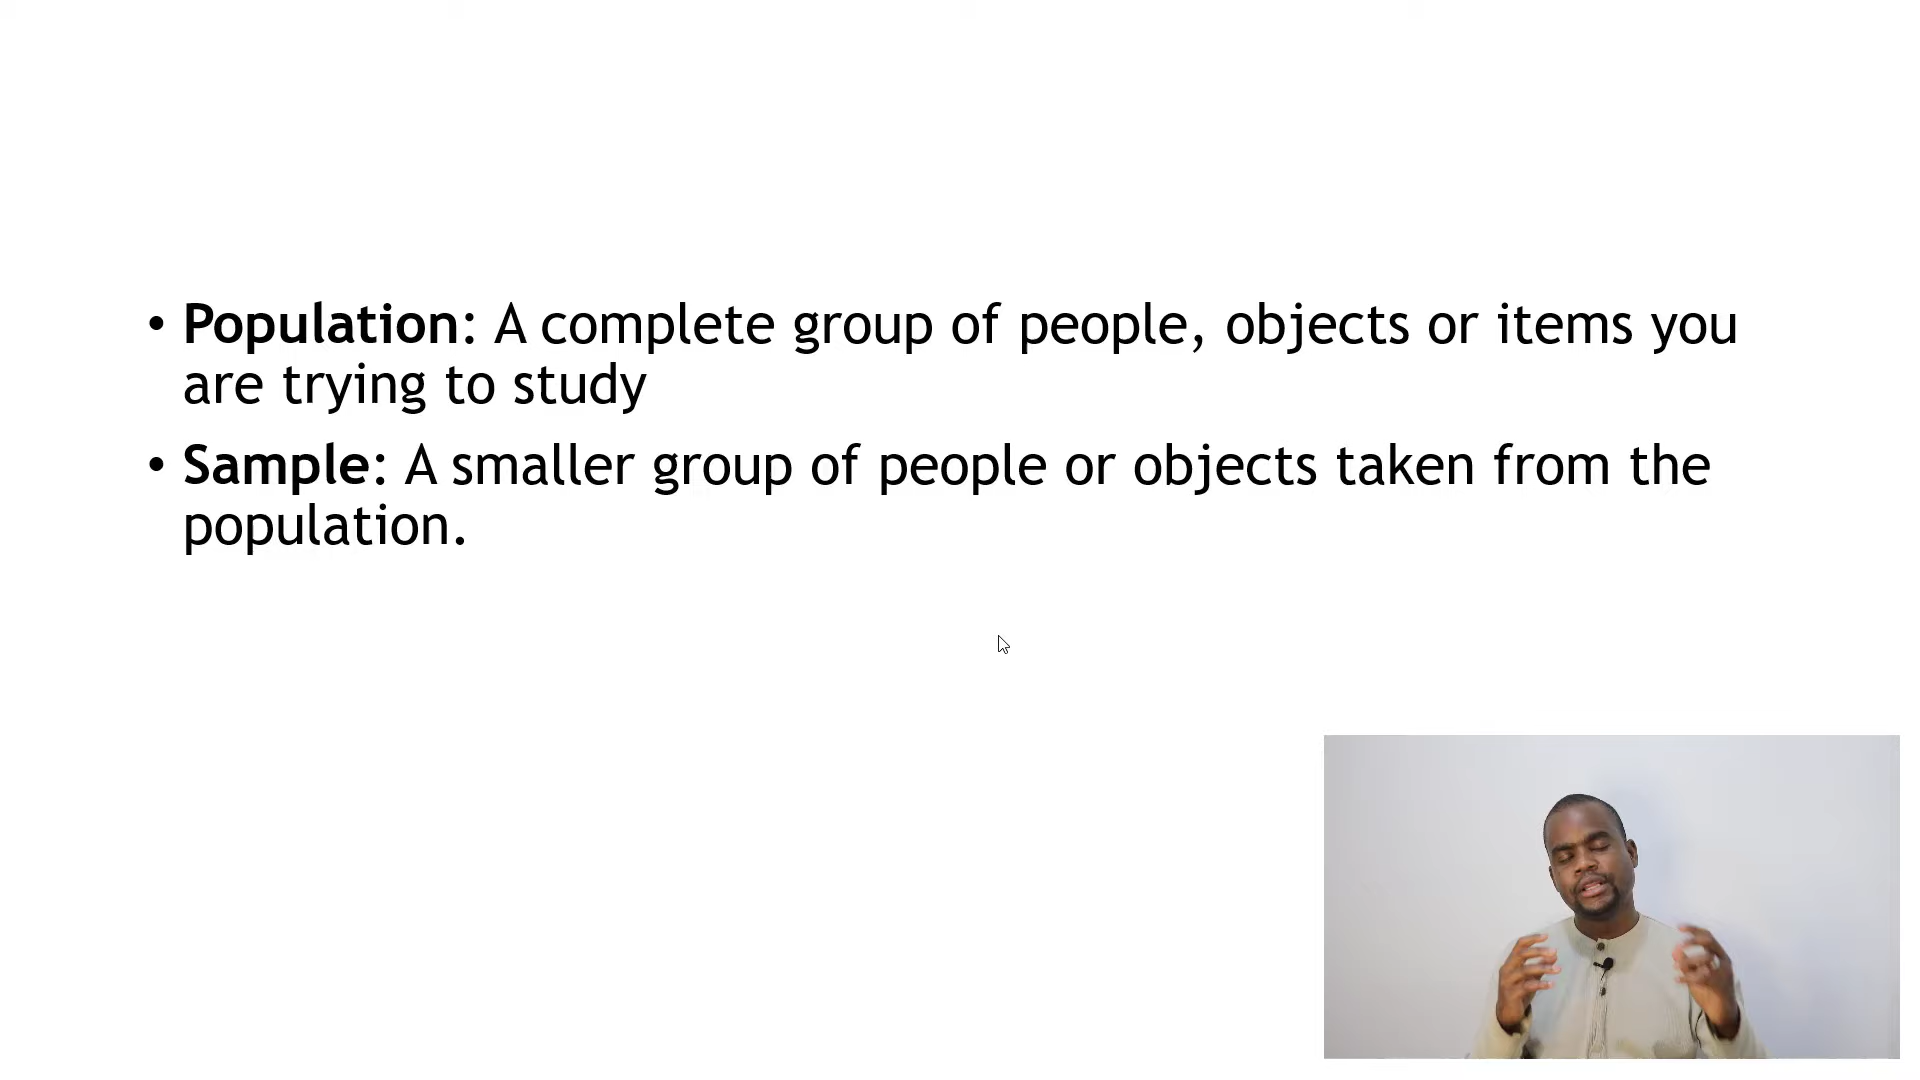 • Population: A complete group of people, objects or items you
are trying to study
• Sample: A smaller group of people or objects taken from the
population.